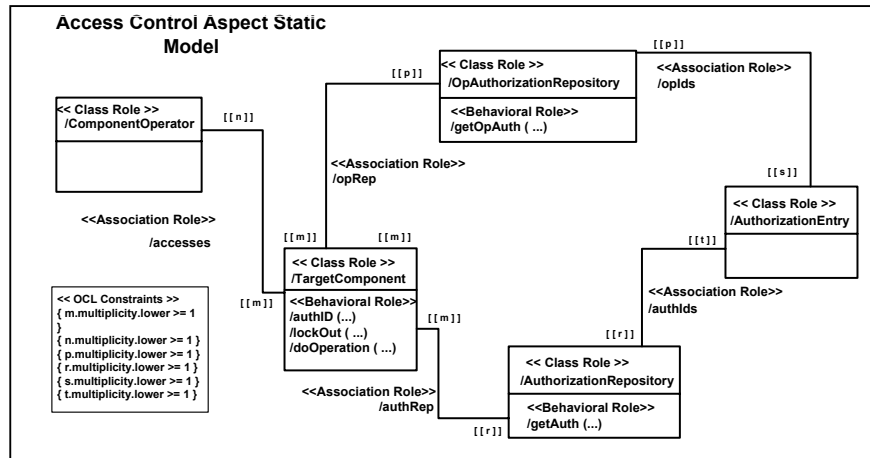 Access Control Aspect Static
Model
[ [ p ] ]
<< Class Role >>
/OpAuthorizationRepository
<<Behavioral Role>>
/getOpAuth ( ...)
[ [ p ] ]
<<Association Role>>
/opIds
<< Class Role >>
/ComponentOperator
[ [ n ] ]
<<Association Role>>
/opRep
[ [ s ] ]
<< Class Role >>
/AuthorizationEntry
<<Association Role>>
/accesses
[ [ m ] ]
[ [ m ] ]
[ [ t ] ]
<< Class Role >>
/TargetComponent
<<Behavioral Role>>
/authID (...)
/lockOut ( ...)
/doOperation ( ...)
[ [ m ] ]
[ [ m ] ]
<<Association Role>>
/authIds
<< OCL Constraints >>
{ m.multiplicity.lower >= 1
}
{ n.multiplicity.lower >= 1 }
{ p.multiplicity.lower >= 1 }
{ r.multiplicity.lower >= 1 }
{ s.multiplicity.lower >= 1 }
{ t.multiplicity.lower >= 1 }
[ [ r ] ]
<< Class Role >>
/AuthorizationRepository
<<Behavioral Role>>
/getAuth (...)
<<Association Role>>
/authRep
[ [ r ] ]